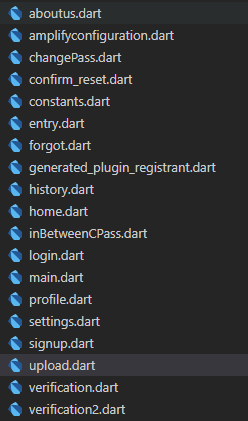 aboutus.dart
amplifyconfiguration.dart
changePass.dart
confirm_reset.dart
constants.dart
entry.dart
forgot.dart
generated_plugin_registrant.dart
history.dart
home.dart
inBetweenCPass.dart
login.dart
main.dart
profile.dart
settings.dart
signup.dart
upload.dart
verification.dart
verification2.dart